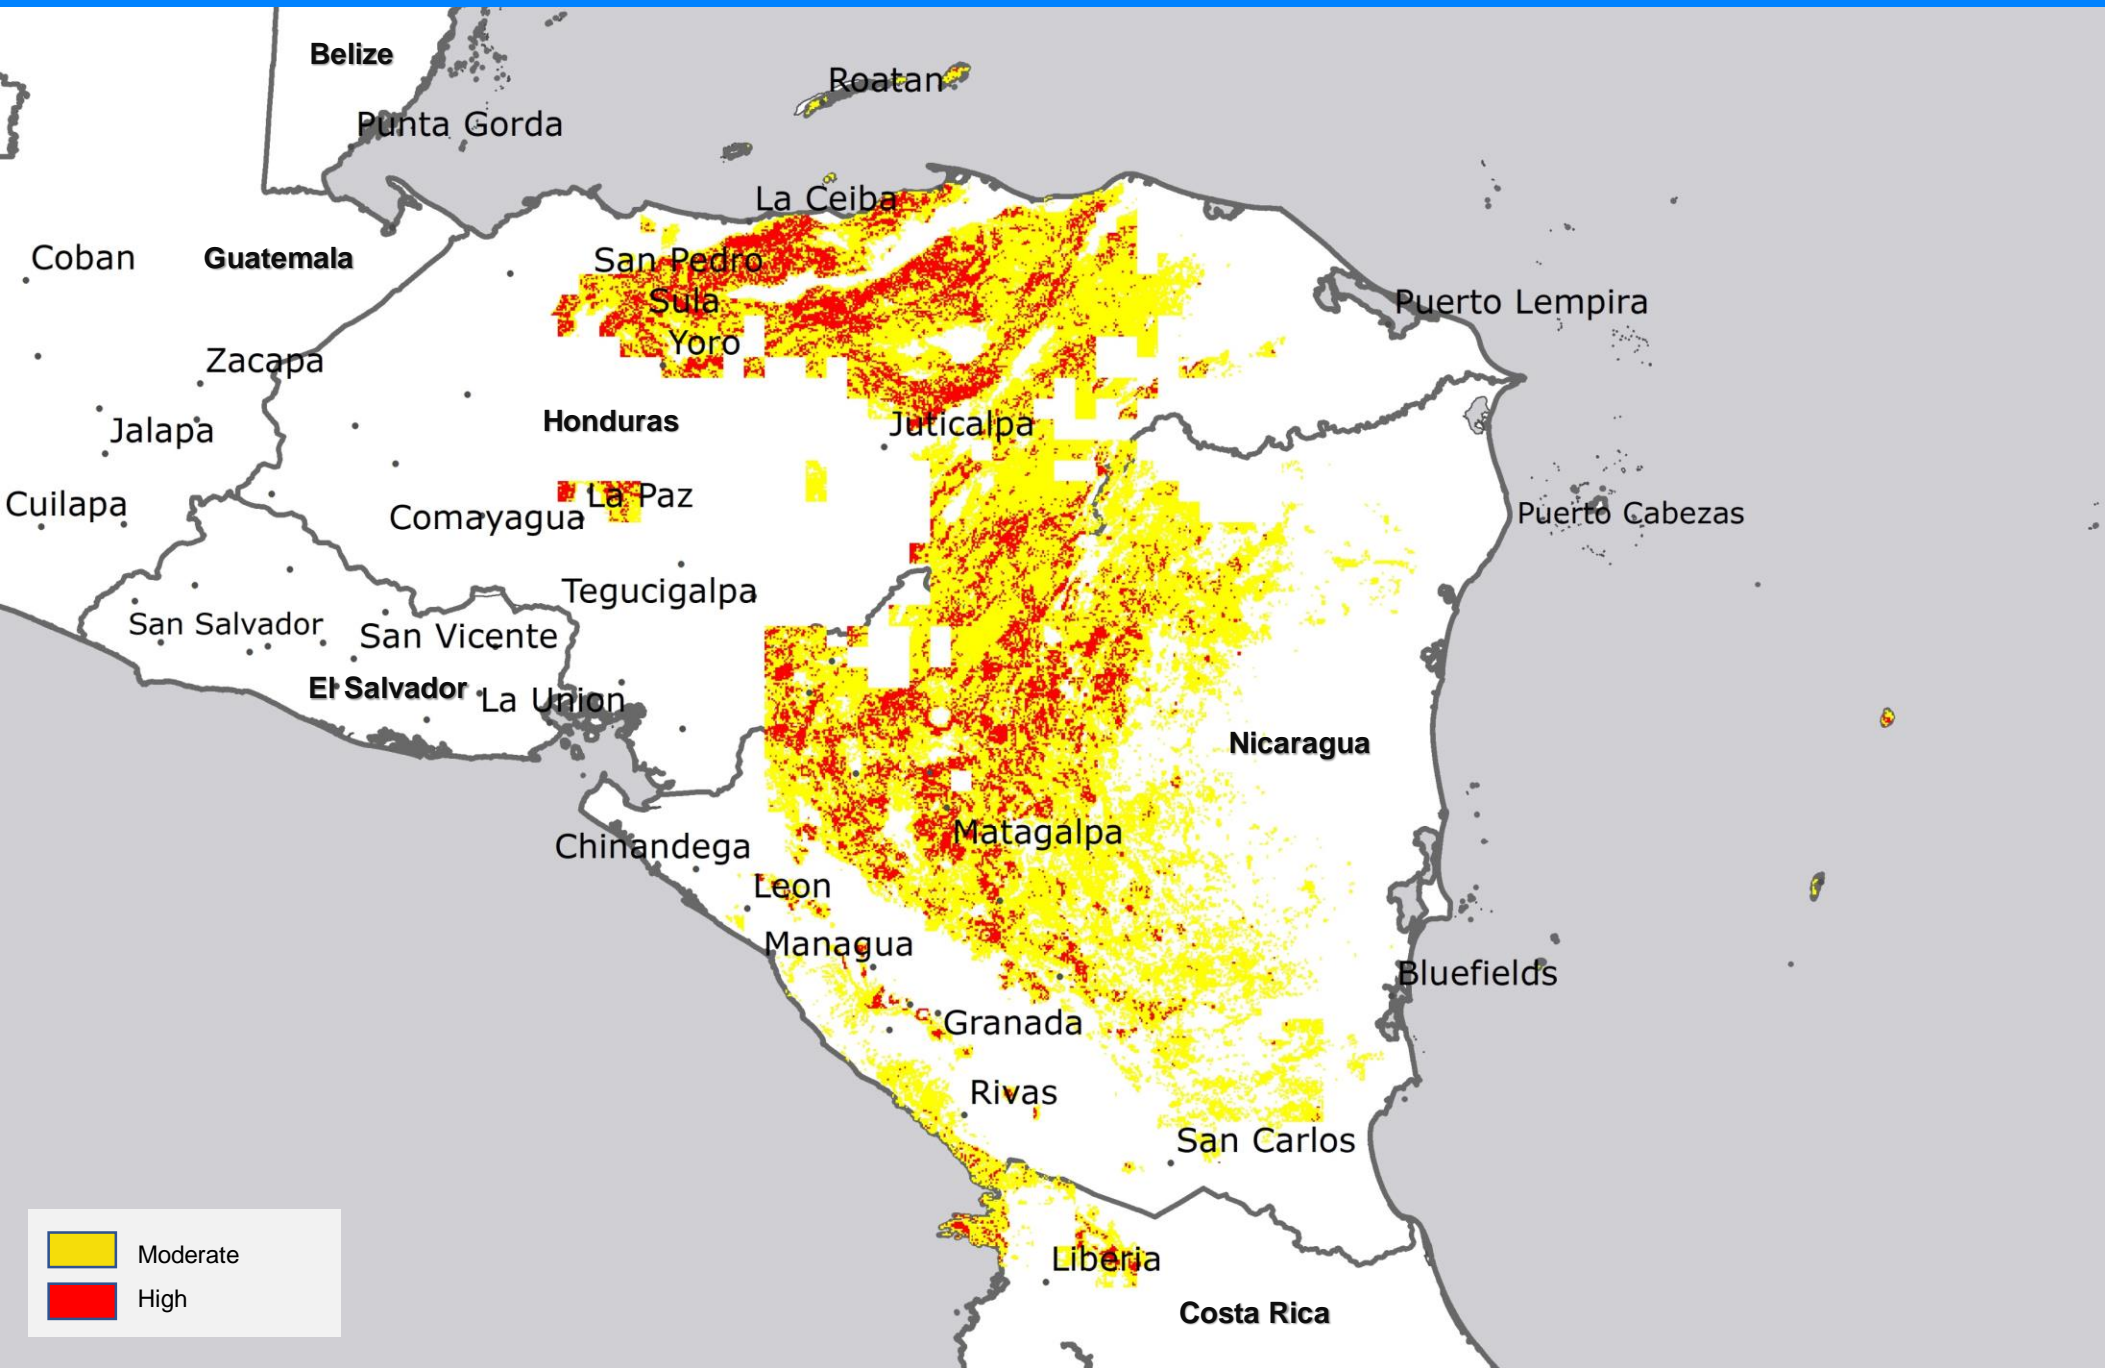 Belize
Roatan
Punta Gorda
La Ceiba
Coban
Guatemala
San Pedro
Sula
Puerto Lempira
Yoro
Zacapa
Honduras
Juticalpa
Jalapa
La Paz
Cuilapa
Comayagua
Puerto Cabezas
Tegucigalpa
San Salvador
San Vicente
El Salvador
La Union
Nicaragua
Matagalpa
Chinandega
Leon
Managua
Bluefields
Granada
Rivas
San Carlos
Liberia
Moderate
High
Costa Rica